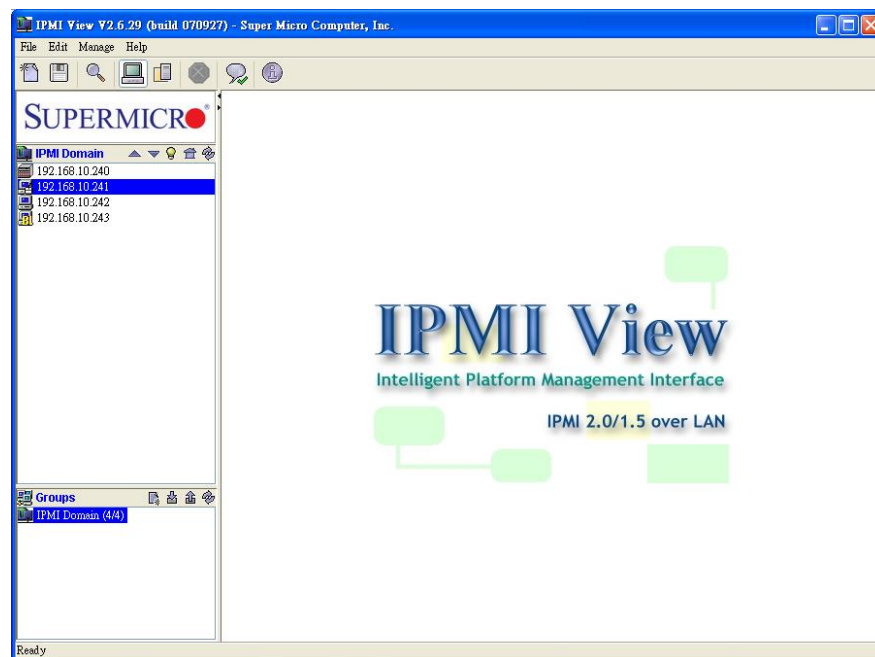 IPMI View V2.6.29 (build 070927) - Super Micro Computer, Inc.
File Edit Manage Help
SUPERMICRO®
IPMI Domain
192.168.10.240
192.168.10.241
192.168.10.242
192.168.10.243
IPMI View
Intelligent Platform Management Interface
IPMI 2.0/1.5 over LAN
Groups
IPMI Domain (4/4)
Ready